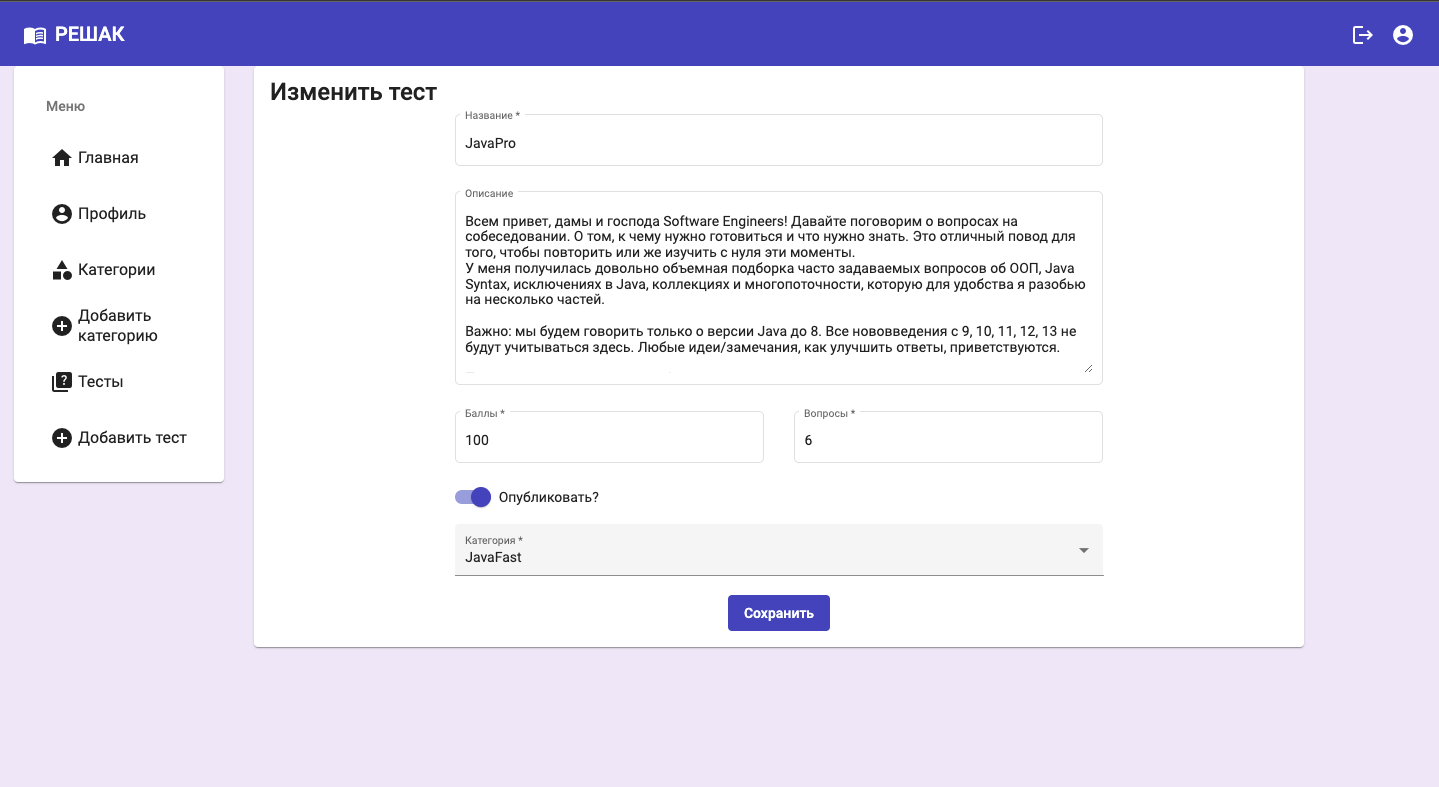 РЕШАК
Меню
Главная
Профиль
Категории
Добавить
категорию
Тесты
Добавить тест
Изменить тест
Название *
JavaPro
Описание
Всем привет, дамы и господа Software Engineers! Давайте поговорим о вопросах на
собеседовании. О том, к чему нужно готовиться и что нужно знать. Это отличный повод для
того, чтобы повторить или же изучить с нуля эти моменты.
У меня получилась довольно объемная подборка часто задаваемых вопросов об ООП, Java
Syntax, исключениях в Java, коллекциях и многопоточности, которую для удобства я разобью
на несколько частей.
Важно: мы будем говорить только о версии Java до 8. Все нововведения с 9, 10, 11, 12, 13 не
будут учитываться здесь. Любые идеи/замечания, как улучшить ответы, приветствуются.
Баллы *
100
Вопросы *
6
Опубликовать?
Категория *
JavaFast
Сохранить